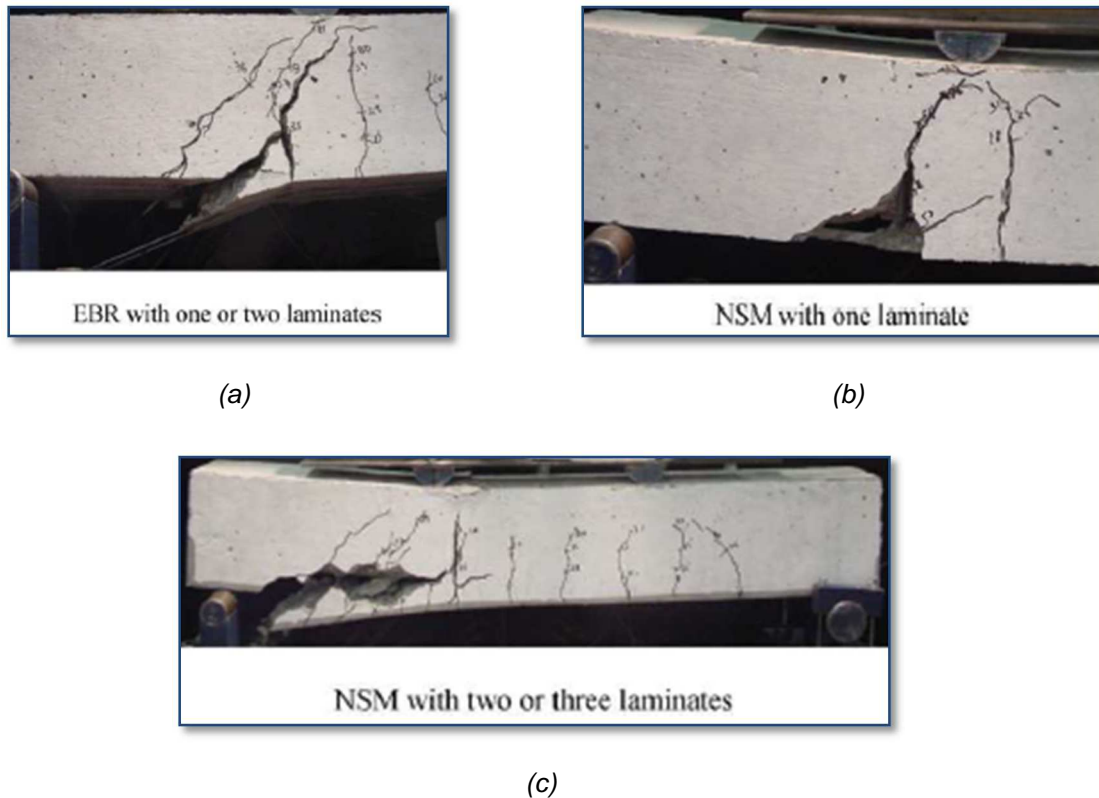 EBR with one or two laminates
NSM with one laminate
(a)
(b)
NSM with two or three laminates
(c)